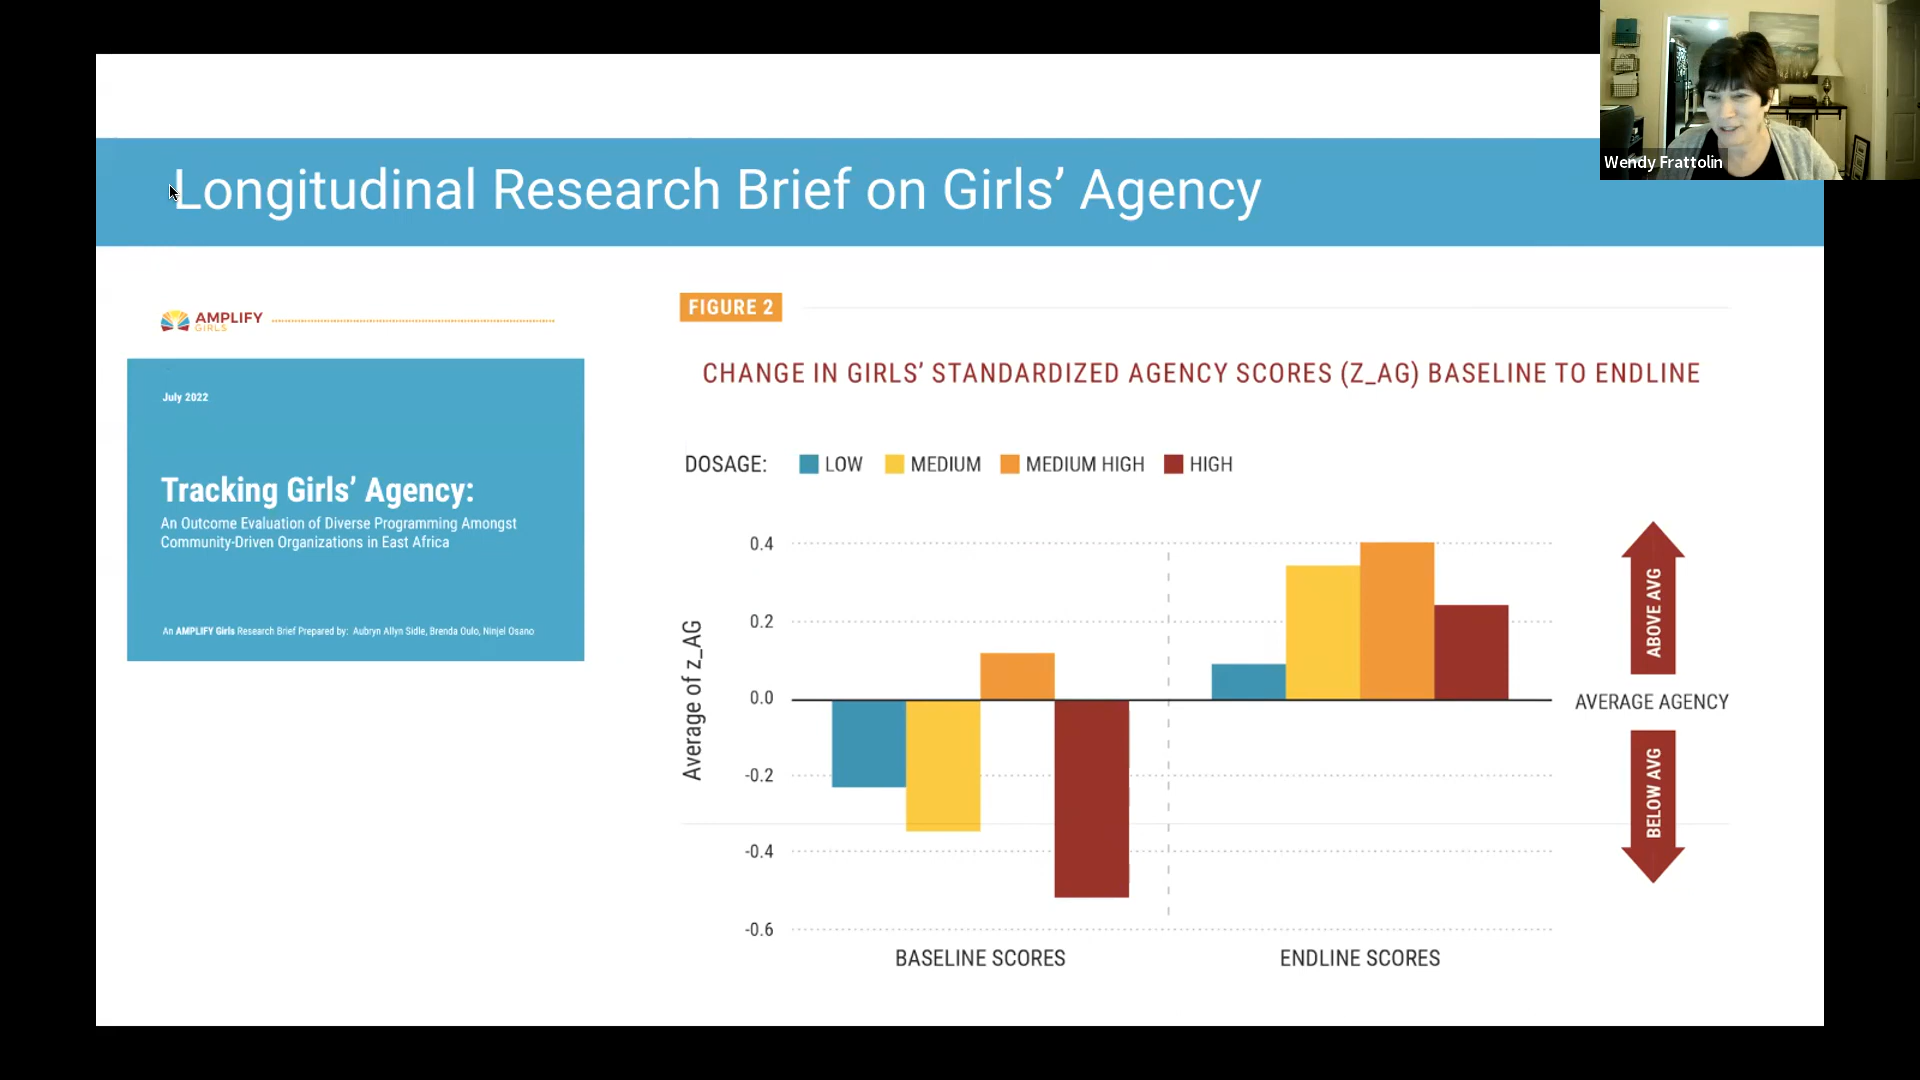 Wendy Frattolin
Longitudinal Research Brief on Girls’ Agency
AMPLIFY
GIRLS
July 2022
Tracking Girls’ Agency:
An Outcome Evaluation of Diverse Programming Amongst
Community-Driven Organizations in East Africa
An AMPLIFY Girls Research Brief Prepared by: Aubryn Allyn Sidle, Brenda Oulo, Ninjel Osano
FIGURE 2
CHANGE IN GIRLS’ STANDARDIZED AGENCY SCORES (Z_AG) BASELINE TO ENDLINE
DOSAGE: LOW MEDIUM MEDIUM HIGH HIGH
Average of z_AG
0.4
0.2
0.0
-0.2
-0.4
-0.6
BASELINE SCORES
ENDLINE SCORES
ABOVE AVG
AVERAGE AGENCY
BELOW AVG